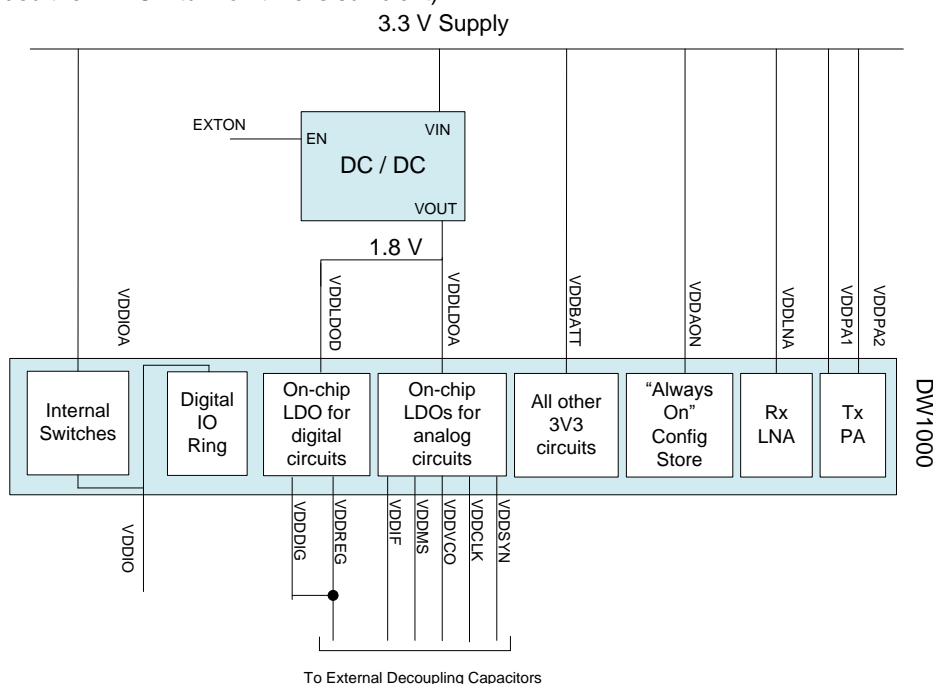 3.3 V Supply
EXTON
EN
VIN
DC / DC
VOUT
1.8 V
VDDIOA
VDDLDOD
VDDLDOA
VDDBATT
VDDAON
VDDLNA
VDDPA1
VDDPA2
Internal
Switches
Digital
IO
Ring
On-chip
LDO for
digital
circuits
On-chip
LDOs for
analog
circuits
All other
3V3
circuits
“Always
On”
Config
Store
Rx
LNA
Tx
PA
DW1000
VDDIO
VDDDIG
VDDREG
VDDIF
VDDMS
VDDVCO
VDDCLK
VDDSYN
To External Decoupling Capacitors